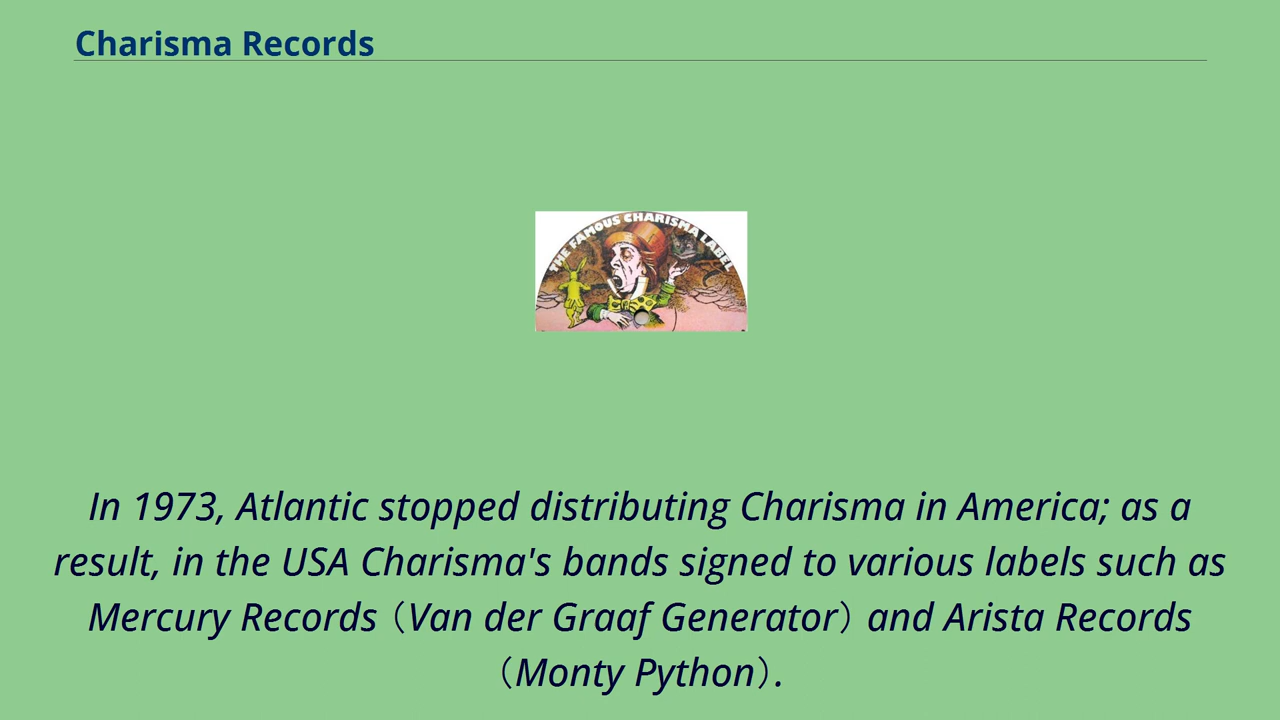 Charisma Records
THE FAMOUS CHARISMA LABEL
In 1973, Atlantic stopped distributing Charisma in America; as a
result, in the USA Charisma's bands signed to various labels such as
Mercury Records（Van der Graaf Generator）and Arista Records
（Monty Python）.